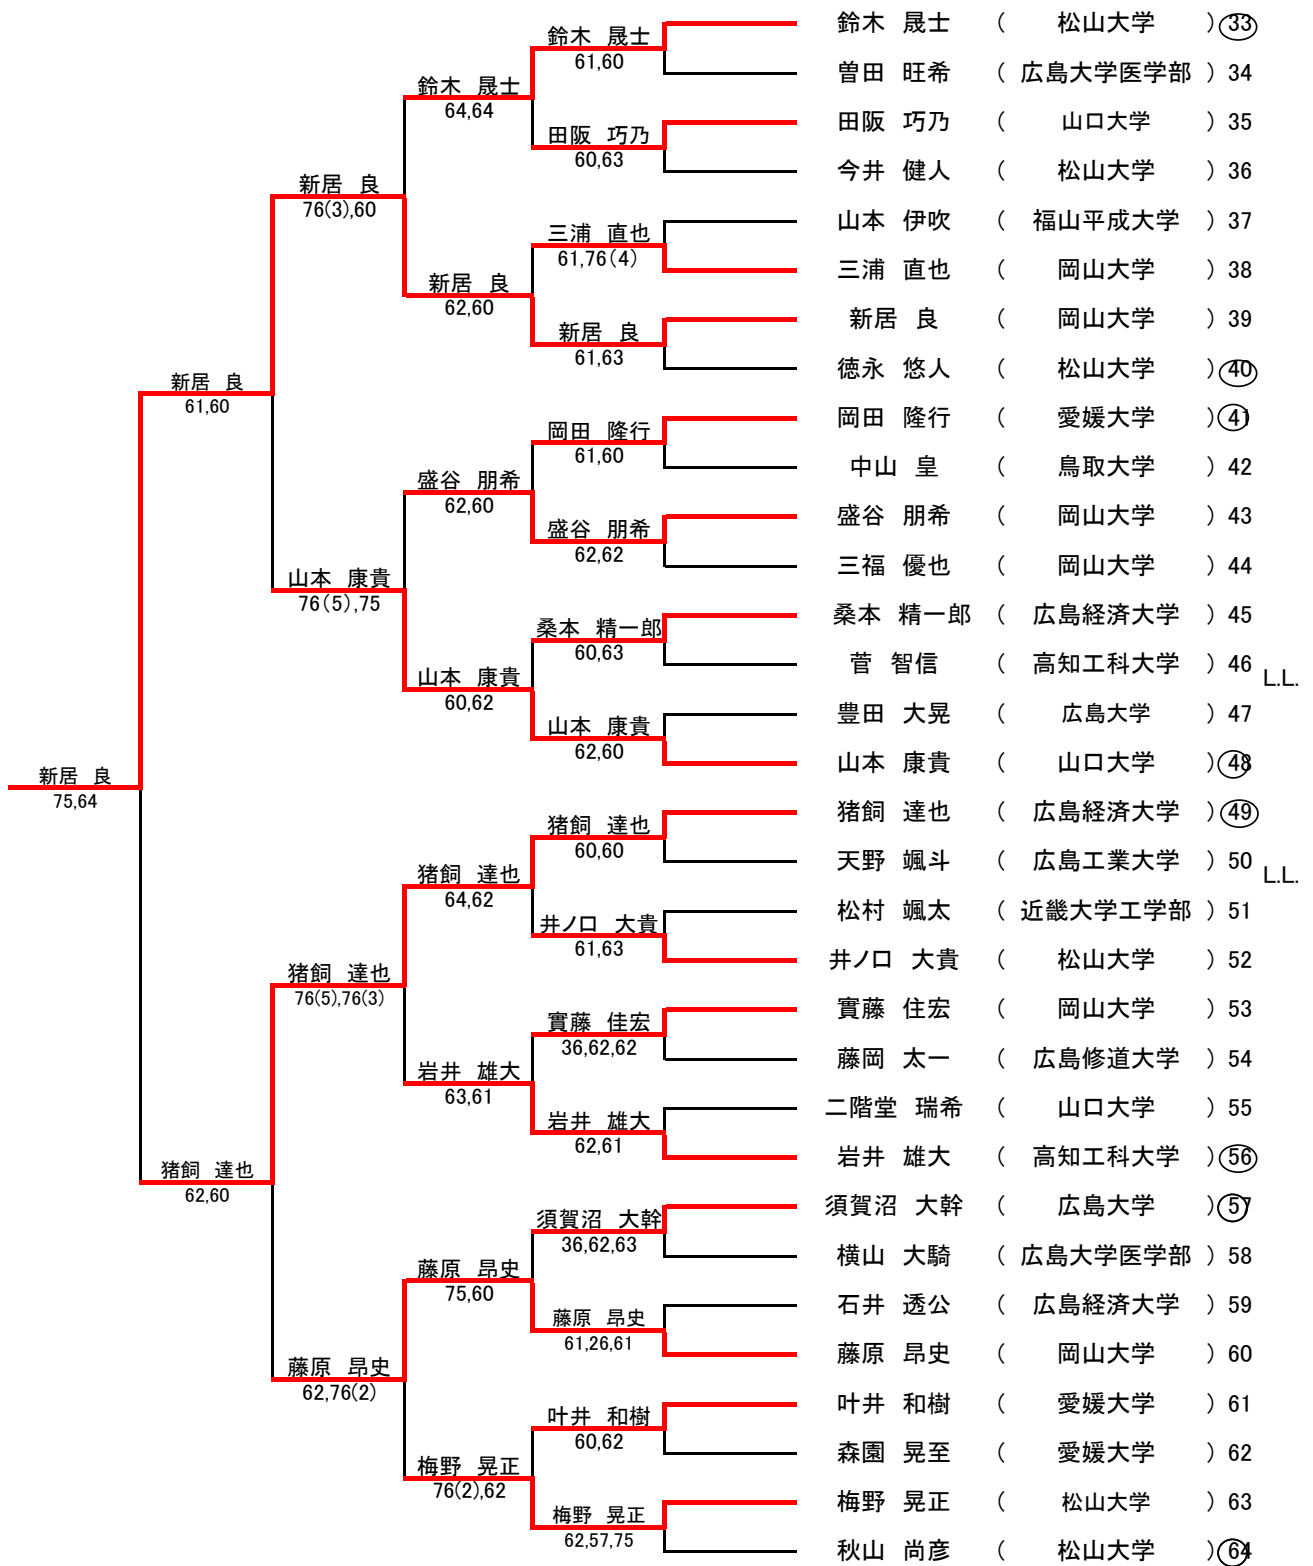 鈴木 晟士 ( 松山大学 ) 33
鈴木 晟士
61,60
曽田 旺希 ( 広島大学医学部 ) 34
鈴木 晟士
64,64
田阪 巧乃 ( 山口大学 ) 35
田阪 巧乃
60,63
今井 健人 ( 松山大学 ) 36
新居 良
76(3),60
山本 伊吹 ( 福山平成大学 ) 37
三浦 直也
61,76(4)
三浦 直也 ( 岡山大学 ) 38
新居 良
62,60
新居 良 ( 岡山大学 ) 39
新居 良
61,63
徳永 悠人 ( 松山大学 ) 40
新居 良
61,60
岡田 隆行 ( 愛媛大学 ) 41
岡田 隆行
61,60
中山 皇 ( 鳥取大学 ) 42
盛谷 朋希
62,60
盛谷 朋希 ( 岡山大学 ) 43
盛谷 朋希
62,62
三福 優也 ( 岡山大学 ) 44
山本 康貴
76(5),75
桑本 精一郎 ( 広島経済大学 ) 45
桑本 精一郎
60,63
菅 智信 ( 高知工科大学 ) 46 L.L.
山本 康貴
60,62
豊田 大晃 ( 広島大学 ) 47
山本 康貴
62,60
山本 康貴 ( 山口大学 ) 48
新居 良
75,64
猪飼 達也 ( 広島経済大学 ) 49
猪飼 達也
60,60
天野 颯斗 ( 広島工業大学 ) 50 L.L.
猪飼 達也
64,62
松村 颯太 ( 近畿大学工学部 ) 51
井ノ口 大貴
61,63
井ノ口 大貴 ( 松山大学 ) 52
猪飼 達也
76(5),76(3)
實藤 住宏 ( 岡山大学 ) 53
實藤 佳宏
36,62,62
藤岡 太一 ( 広島修道大学 ) 54
岩井 雄大
63,61
二階堂 瑞希 ( 山口大学 ) 55
岩井 雄大
62,61
岩井 雄大 ( 高知工科大学 ) 56
猪飼 達也
62,60
須賀沼 大幹 ( 広島大学 ) 57
須賀沼 大幹
36,62,63
横山 大騎 ( 広島大学医学部 ) 58
藤原 昂史
75,60
石井 透公 ( 広島経済大学 ) 59
藤原 昂史
61,26,61
藤原 昂史 ( 岡山大学 ) 60
藤原 昂史
62,76(2)
叶井 和樹 ( 愛媛大学 ) 61
叶井 和樹
60,62
森園 晃至 ( 愛媛大学 ) 62
梅野 晃正
76(2),62
梅野 晃正 ( 松山大学 ) 63
梅野 晃正
62,57,75
秋山 尚彦 ( 松山大学 ) 64